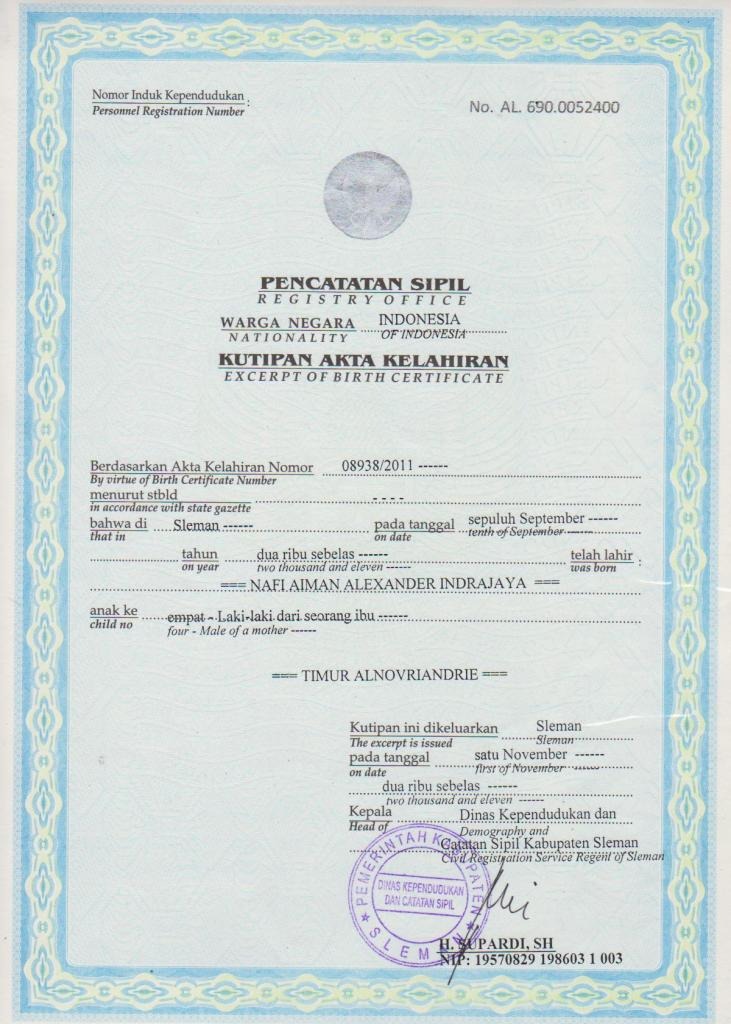 Nomor Induk Kependudukan :
Personnel Registration Number
No. AL. 690.0052400
PENCATATAN SIPIL
REGISTRY OFFICE
WARGA NEGARA INDONESIA
NATIONALITY OF INDONESIA
KUTIPAN AKTA KELAHIRAN
EXCERPT OF BIRTH CERTIFICATE
Berdasarkan Akta Kelahiran Nomor 08938/2011 ------
By virtue of Birth Certificate Number
menurut stbld - - - -
in accordance with state gazette
bahwa di Sleman ------ pada tanggal sepuluh September ------
that in on date tenth of September ------
tahun dua ribu sebelas ------ telah lahir :
on year two thousand and eleven ------ was born
=== NAFI AIMAN ALEXANDER INDRAJAYA ===
anak ke empat - Laki-laki dari seorang ibu ------
child no four - Male of a mother ------
=== TIMUR ALNOVRIANDRIE ===
Kutipan ini dikeluarkan Sleman
The excerpt is issued Sleman
pada tanggal satu November ------
on date first of November ------
dua ribu sebelas ------
two thousand and eleven ------
Kepala Dinas Kependudukan dan
Head of Demography and
Catatan Sipil Kabupaten Sleman
Civil Registration Service Regent of Sleman
PEMERINTAH KABUPATEN
DINAS KEPENDUDUKAN
DAN CATATAN SIPIL
SLEMAN
H. SUPARDI, SH
NIP: 19570829 198603 1 003